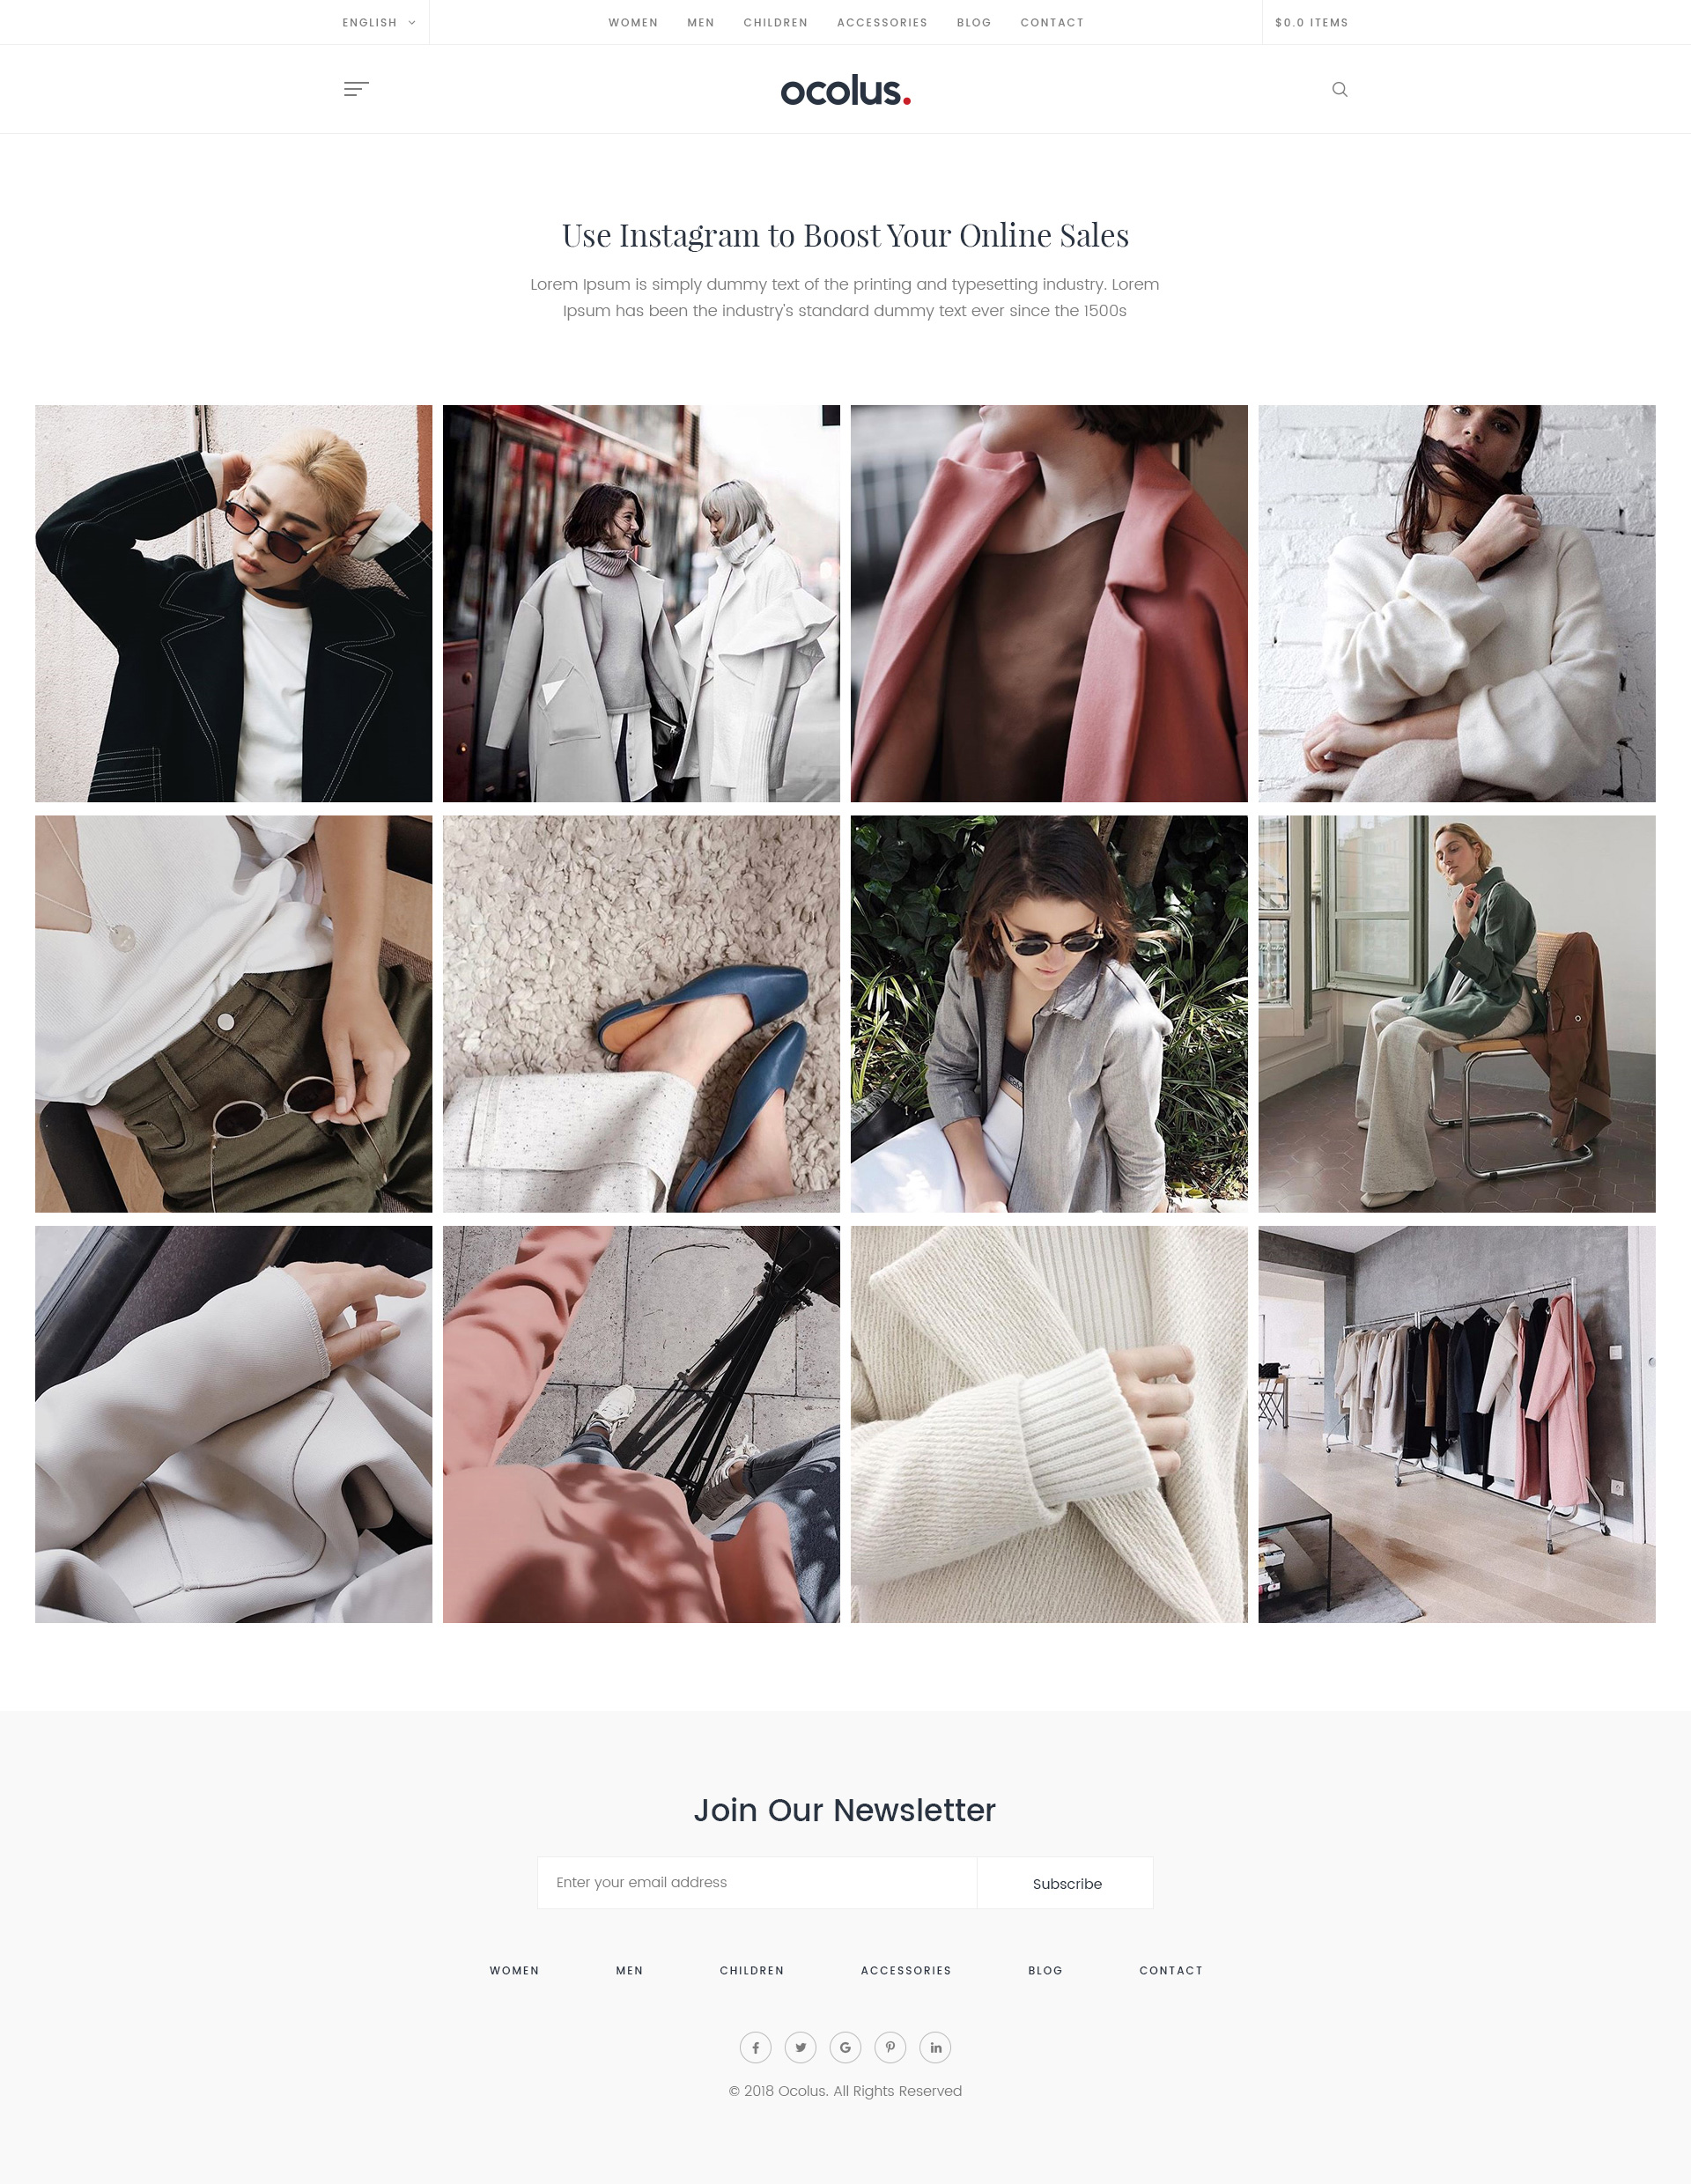 ENGLISH
WOMEN MEN CHILDREN ACCESSORIES BLOG CONTACT
$0.0 ITEMS
ocolus.
Use Instagram to Boost Your Online Sales
Lorem Ipsum is simply dummy text of the printing and typesetting industry. Lorem
Ipsum has been the industry's standard dummy text ever since the 1500s
Join Our Newsletter
Enter your email address
Subscribe
WOMEN MEN CHILDREN ACCESSORIES BLOG CONTACT
© 2018 Ocolus. All Rights Reserved